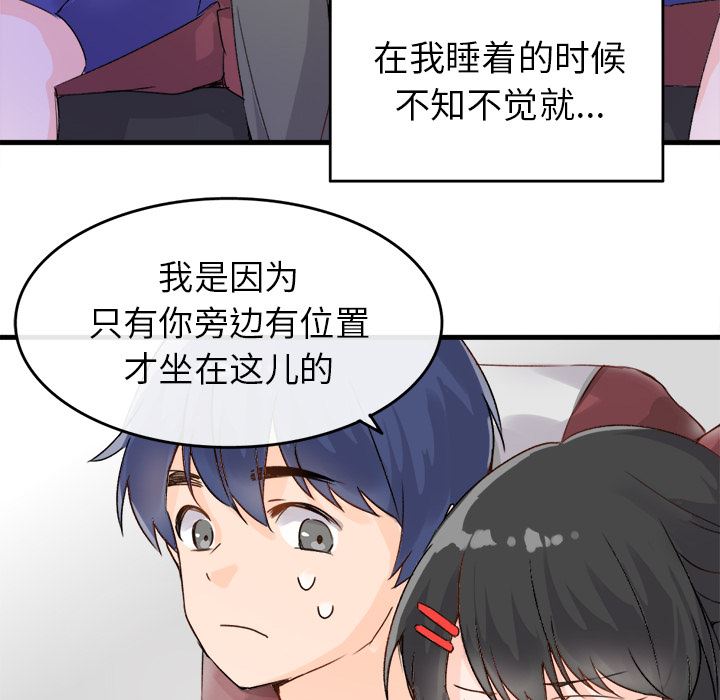 在我睡着的时候
不知不觉就...
我是因为
只有你旁边有位置
才坐在这儿的